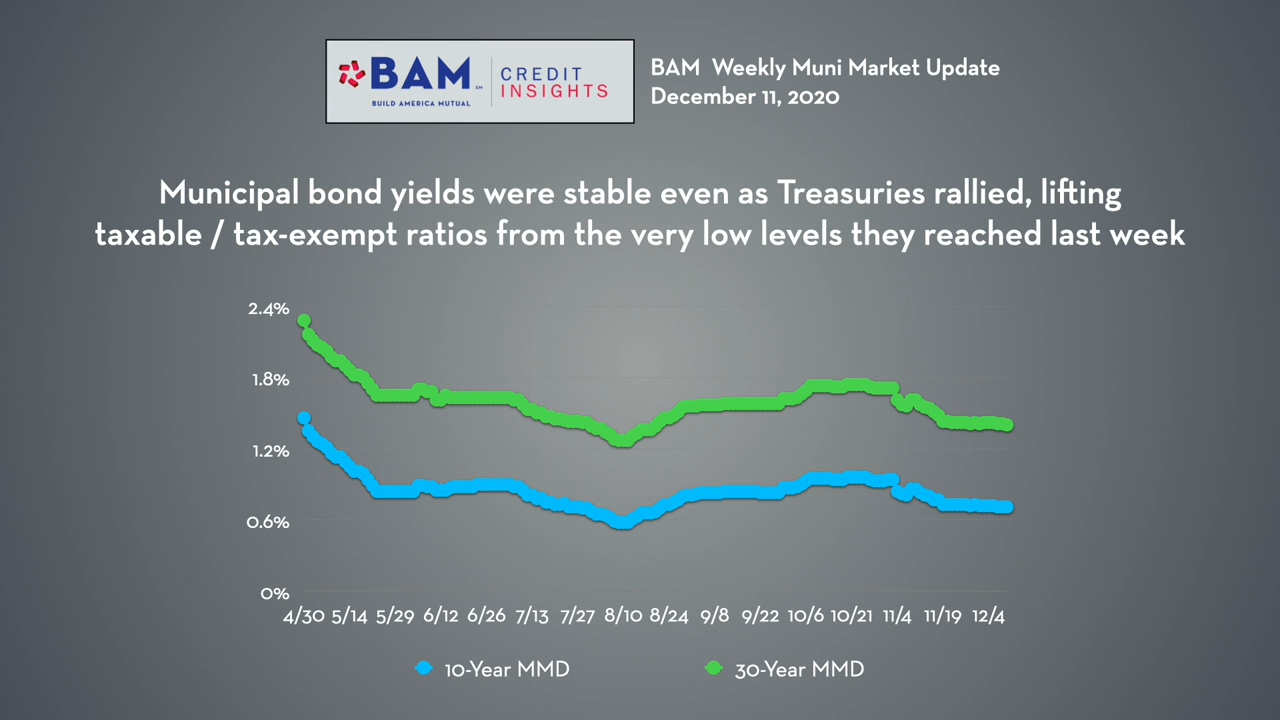 BAM SM
BUILD AMERICA MUTUAL
CREDIT
INSIGHTS
BAM Weekly Muni Market Update
December 11, 2020
Municipal bond yields were stable even as Treasuries rallied, lifting
taxable / tax-exempt ratios from the very low levels they reached last week
2.4%
1.8%
1.2%
0.6%
0%
4/30 5/14 5/29 6/12 6/26 7/13 7/27 8/10 8/24 9/8 9/22 10/6 10/21 11/4 11/19 12/4
10-Year MMD 30-Year MMD